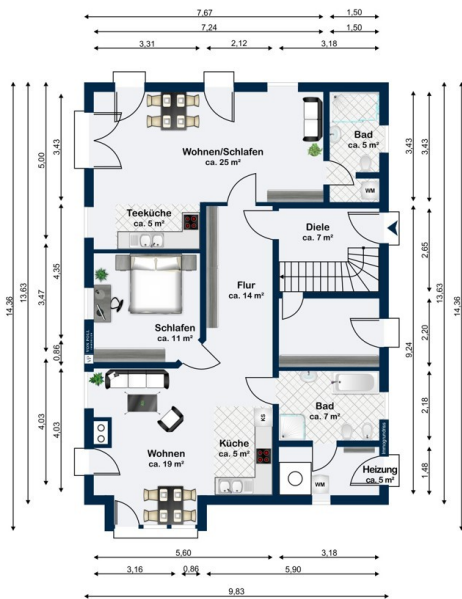 7,67
1,50
7,24
1,50
3,31
2,12
3,18
14,36
13,63
5,00
3,43
Wohnen/Schlafen
ca. 25 m²
Bad
ca. 5 m²
WM
3,43
3,43
Teeküche
ca. 5 m²
Diele
ca. 7 m²
2,65
4,35
3,47
Flur
ca. 14 m²
Schlafen
ca. 11 m²
9,24
13,63
14,36
2,20
0,86
4,03
4,03
Bad
ca. 7 m²
2,18
KS
Küche
ca. 5 m²
Wohnen
ca. 19 m²
Heizung
ca. 5 m²
WM
1,48
5,60
3,18
3,16
0,86
5,90
9,83